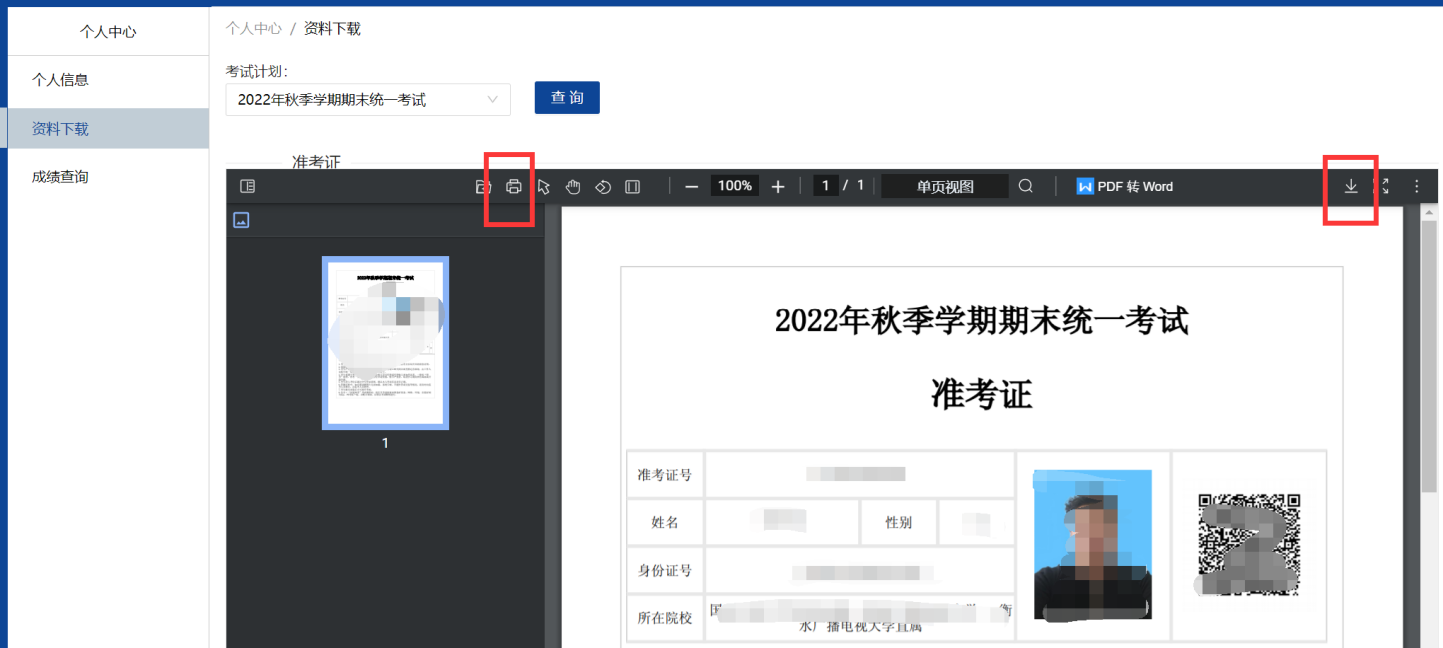 个人中心
个人信息
资料下载
成绩查询
个人中心 / 资料下载
考试计划:
2022年秋季学期期末统一考试
查 询
准考证
100%
1 / 1
单页视图
PDF 转 Word
1
2022年秋季学期期末统一考试
准考证
准考证号
姓名
性别
身份证号
所在院校
国
衡
水广播电视大学直属